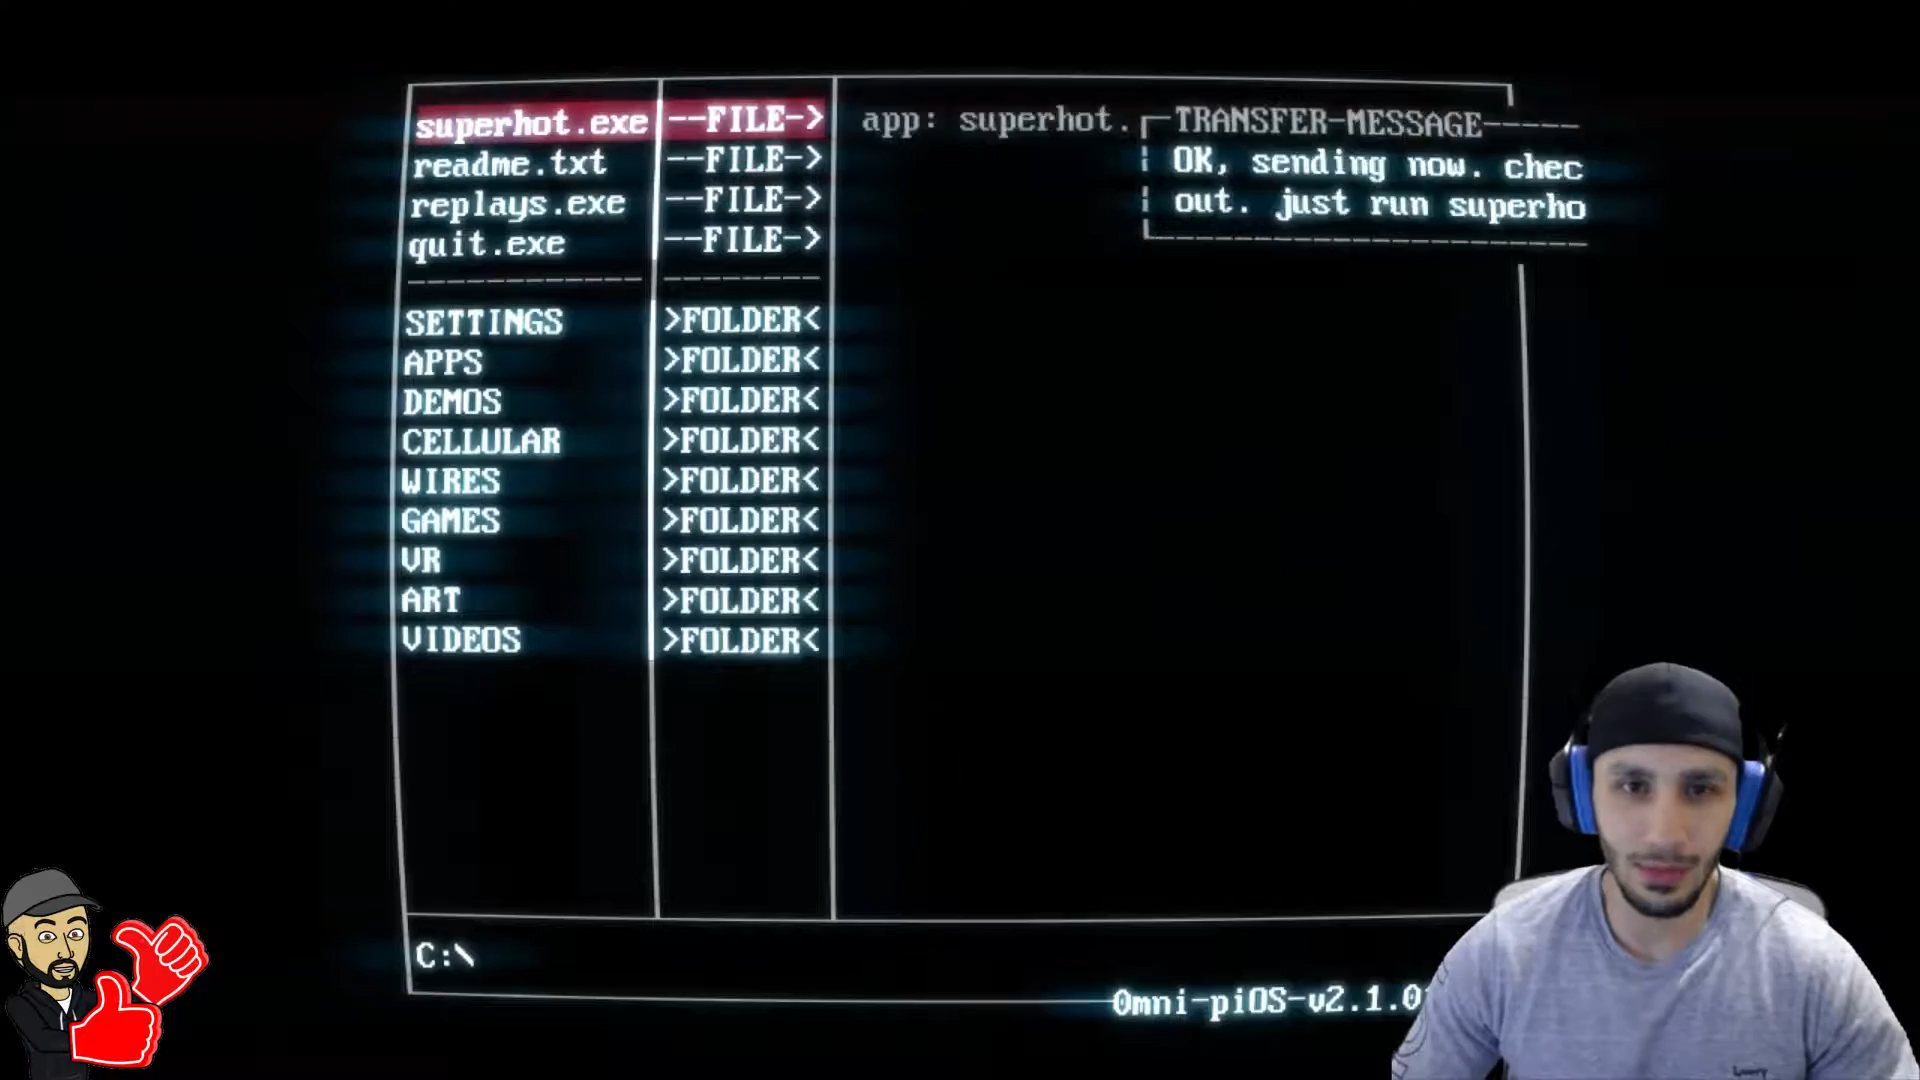 superhot.exe --FILE->
readme.txt --FILE->
replays.exe --FILE->
quit.exe --FILE->
SETTINGS >FOLDER<
APPS >FOLDER<
DEMOS >FOLDER<
CELLULAR >FOLDER<
WIRES >FOLDER<
GAMES >FOLDER<
VR >FOLDER<
ART >FOLDER<
VIDEOS >FOLDER<
app: superhot.
TRANSFER-MESSAGE
OK, sending now. chec
out. just run superho
C:\
0mni-piOS-v2.1.0